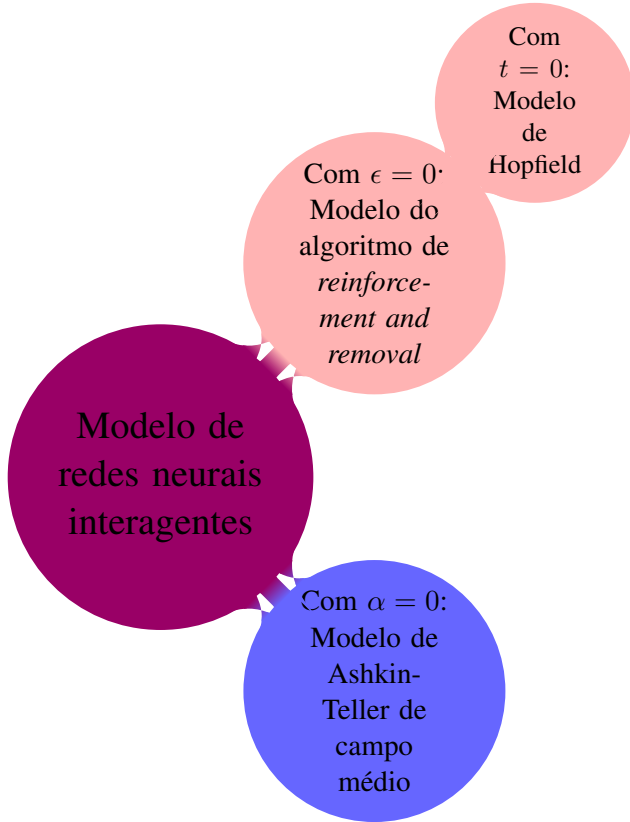 Com
t = 0:
Modelo
de
Hopfield
Com ϵ = 0:
Modelo do
algoritmo de
reinforce-
ment and
removal
Modelo de
redes neurais
interagentes
Com α = 0:
Modelo de
Ashkin-
Teller de
campo
médio